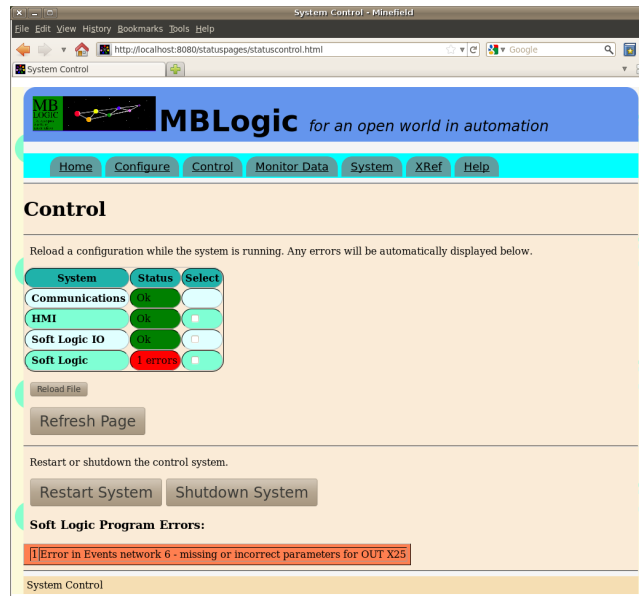 System Control - Minefield
File Edit View History Bookmarks Tools Help
http://localhost:8080/statuspages/statuscontrol.html
Google
System Control
MB
LOGIC
MBLogic for an open world in automation
Home Configure Control Monitor Data System XRef Help
Control
Reload a configuration while the system is running. Any errors will be automatically displayed below.
System Status Select
Communications Ok
HMI Ok
Soft Logic IO Ok
Soft Logic 1 errors
Reload File
Refresh Page
Restart or shutdown the control system.
Restart System Shutdown System
Soft Logic Program Errors:
1 Error in Events network 6 - missing or incorrect parameters for OUT X25
System Control